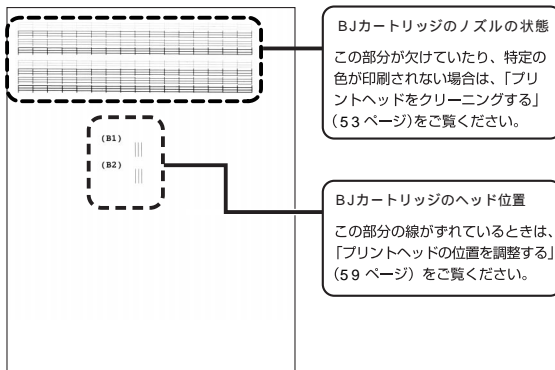 BJカートリッジのノズルの状態
この部分が欠けていたり、特定の
色が印刷されない場合は、「プリ
ントヘッドをクリーニングする」
(53ページ)をご覧ください。
(B1)
(B2)
BJカートリッジのヘッド位置
この部分の線がずれているときは、
「プリントヘッドの位置を調整する」
(59ページ) をご覧ください。